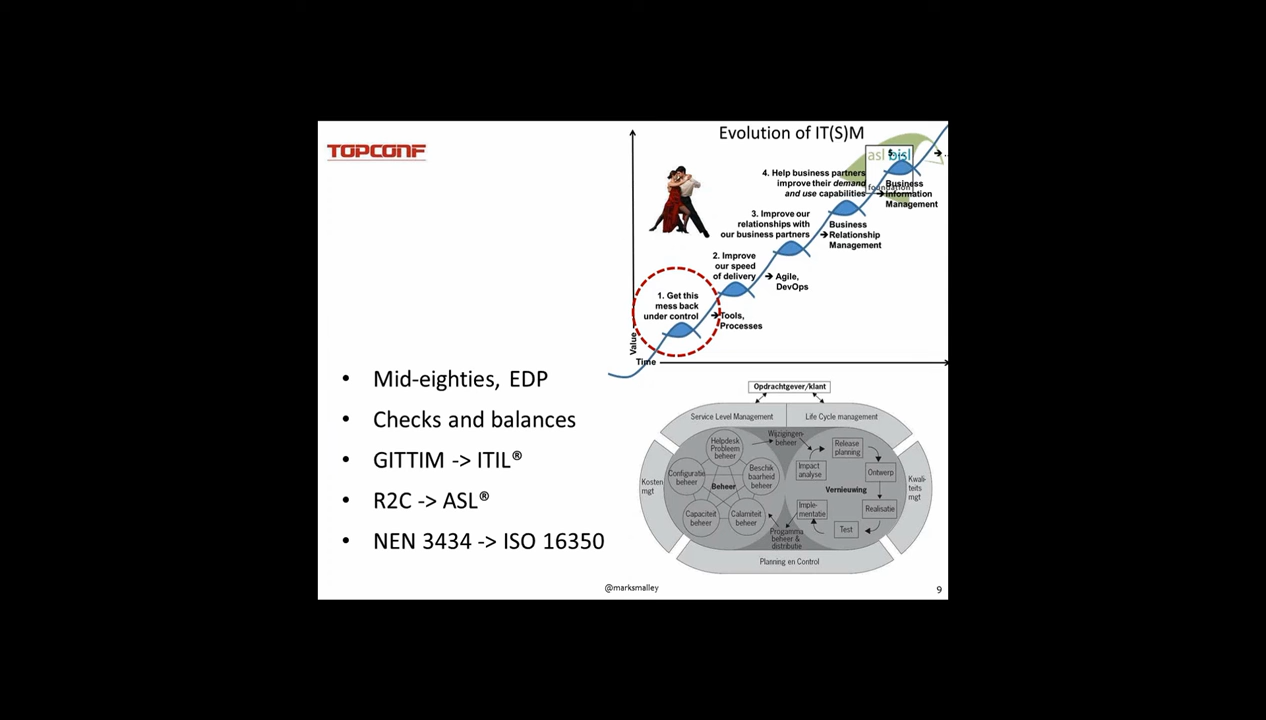 TOPCONF
Evolution of IT(S)M
asl bisl
foundation
4. Help business partners
improve their demand
and use capabilities
Business
Information
Management
3. Improve our
relationships with
our business partners
Business
Relationship
Management
2. Improve
our speed
of delivery
Agile,
DevOps
1. Get this
mess back
under control
Tools,
Processes
Value
Time
• Mid-eighties, EDP
• Checks and balances
• GITTIM -> ITIL®
• R2C -> ASL®
• NEN 3434 -> ISO 16350
Opdrachtgever/klant
Service Level Management
Life Cycle management
Kosten
mgt
Helpdesk
Probleem
beheer
Wijzigingen-
beheer
Configuratie
beheer
Beheer
Beschik
baarheid
beheer
Capaciteit
beheer
Calamiteit
beheer
Release
planning
Impact
analyse
Ontwerp
Vernieuwing
Imple-
mentatie
Realisatie
Test
Progamma
beheer &
distributie
Kwali-
teits
mgt
Planning en Control
@marksmalley
9